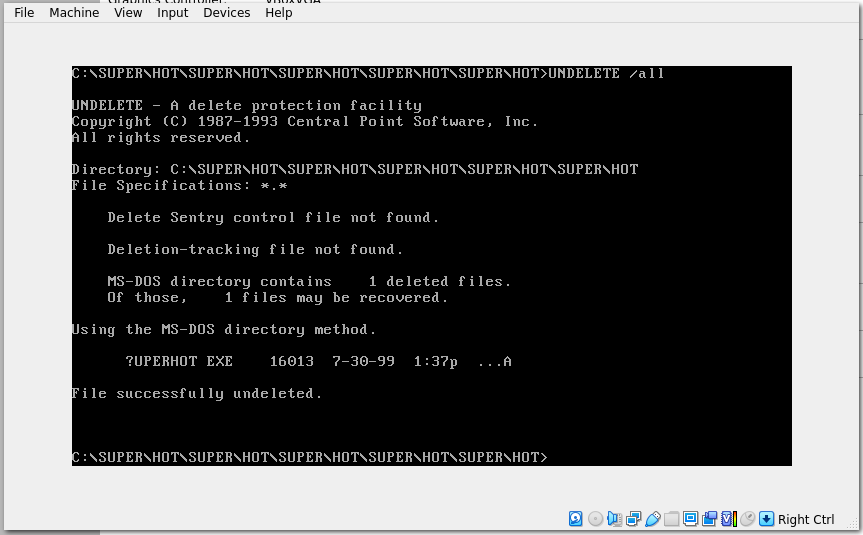 File Machine View Input Devices Help
C:\SUPER\HOT\SUPER\HOT\SUPER\HOT\SUPER\HOT\SUPER\HOT>UNDELETE /all
UNDELETE - A delete protection facility
Copyright (C) 1987-1993 Central Point Software, Inc.
All rights reserved.
Directory: C:\SUPER\HOT\SUPER\HOT\SUPER\HOT\SUPER\HOT\SUPER\HOT
File Specifications: *.*
Delete Sentry control file not found.
Deletion-tracking file not found.
MS-DOS directory contains 1 deleted files.
Of those, 1 files may be recovered.
Using the MS-DOS directory method.
?UPERHOT EXE 16013 7-30-99 1:37p ...A
File successfully undeleted.
C:\SUPER\HOT\SUPER\HOT\SUPER\HOT\SUPER\HOT\SUPER\HOT>
Right Ctrl